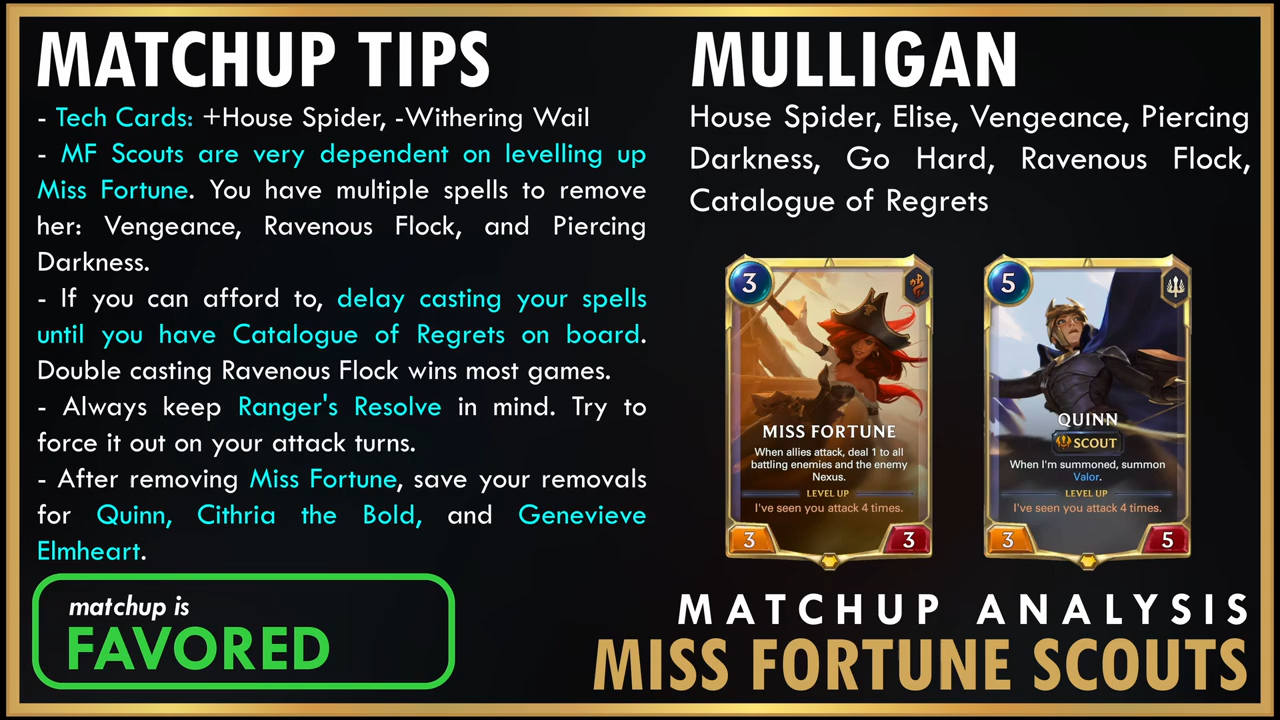 MATCHUP TIPS
- Tech Cards: +House Spider, -Withering Wail
- MF Scouts are very dependent on levelling up
Miss Fortune. You have multiple spells to remove
her: Vengeance, Ravenous Flock, and Piercing
Darkness.
- If you can afford to, delay casting your spells
until you have Catalogue of Regrets on board.
Double casting Ravenous Flock wins most games.
- Always keep Ranger's Resolve in mind. Try to
force it out on your attack turns.
- After removing Miss Fortune, save your removals
for Quinn, Cithria the Bold, and Genevieve
Elmheart.
matchup is
FAVORED
MULLIGAN
House Spider, Elise, Vengeance, Piercing
Darkness, Go Hard, Ravenous Flock,
Catalogue of Regrets
3
MISS FORTUNE
When allies attack, deal 1 to all
battling enemies and the enemy
Nexus.
LEVEL UP
I've seen you attack 4 times.
3
3
5
QUINN
SCOUT
When I'm summoned, summon
Valor.
LEVEL UP
I've seen you attack 4 times.
3
5
MATCHUP ANALYSIS
MISS FORTUNE SCOUTS